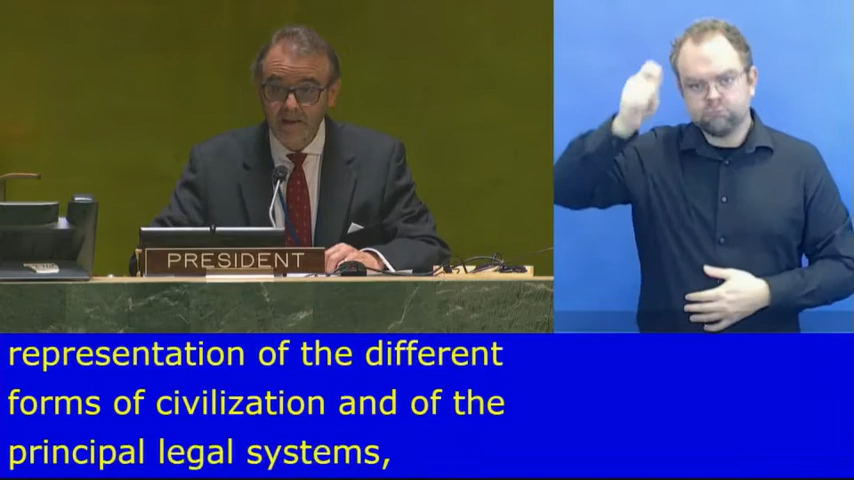 PRESIDENT
representation of the different
forms of civilization and of the
principal legal systems,